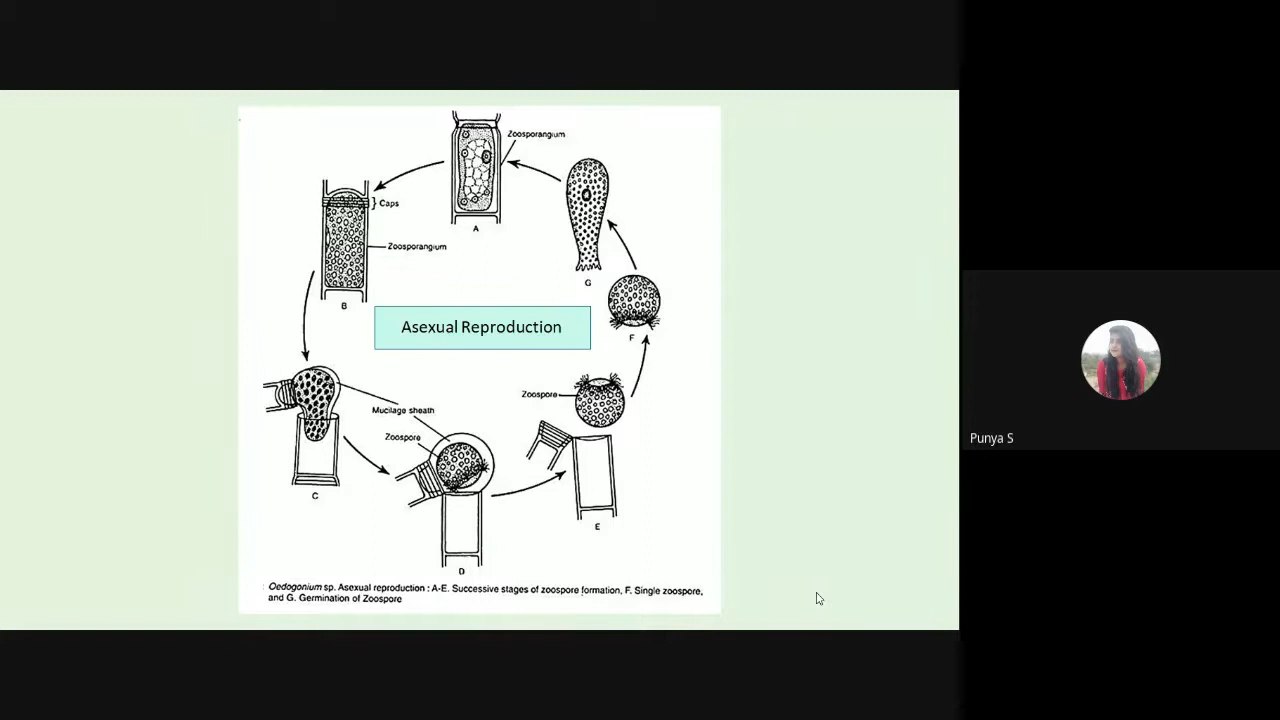 Zoosporangium
A
} Caps
Zoosporangium
B
G
Asexual Reproduction
F
Mucilage sheath
Zoospore
Zoospore
C
D
E
Oedogonium sp. Asexual reproduction : A-E. Successive stages of zoospore formation, F. Single zoospore,
and G. Germination of Zoospore
Punya S